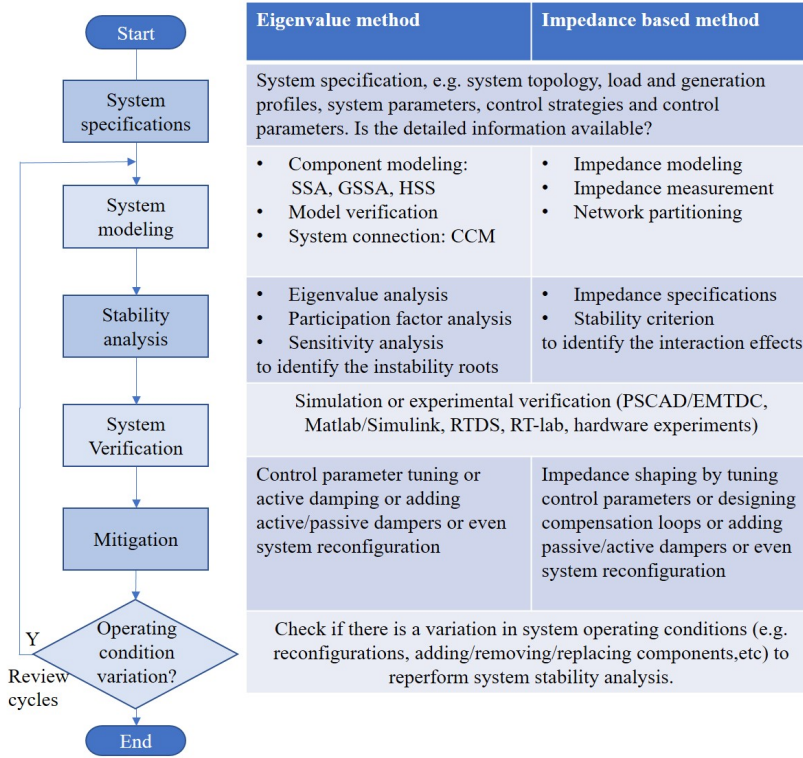 Start
System
specifications
System
modeling
Stability
analysis
System
Verification
Mitigation
Operating
condition
variation?
Y
Review
cycles
End
Eigenvalue method
Impedance based method
System specification, e.g. system topology, load and generation
profiles, system parameters, control strategies and control
parameters. Is the detailed information available?
• Component modeling:
SSA, GSSA, HSS
• Model verification
• System connection: CCM
• Impedance modeling
• Impedance measurement
• Network partitioning
• Eigenvalue analysis
• Participation factor analysis
• Sensitivity analysis
to identify the instability roots
• Impedance specifications
• Stability criterion
to identify the interaction effects
Simulation or experimental verification (PSCAD/EMTDC,
Matlab/Simulink, RTDS, RT-lab, hardware experiments)
Control parameter tuning or
active damping or adding
active/passive dampers or even
system reconfiguration
Impedance shaping by tuning
control parameters or designing
compensation loops or adding
passive/active dampers or even
system reconfiguration
Check if there is a variation in system operating conditions (e.g.
reconfigurations, adding/removing/replacing components,etc) to
reperform system stability analysis.